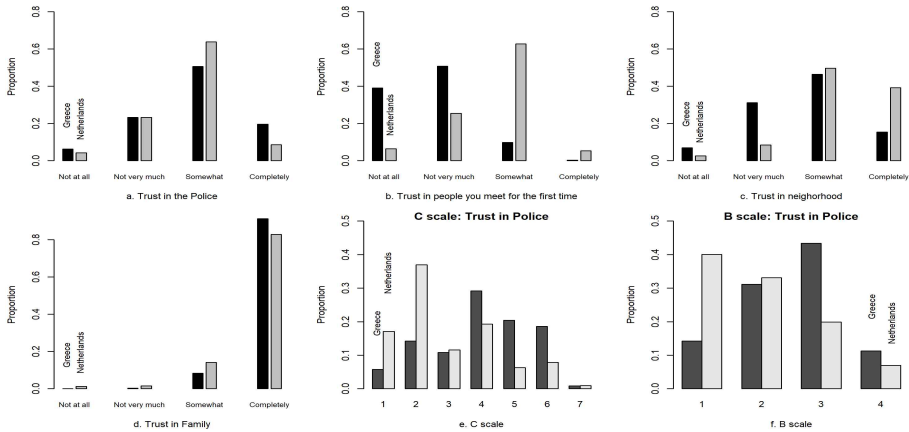 0.8
0.6
0.4
0.2
0.0
Proportion
Greece
Netherlands
Not at all
Not very much
Somewhat
Completely
a. Trust in the Police
0.8
0.6
0.4
0.2
0.0
Proportion
Greece
Netherlands
Not at all
Not very much
Somewhat
Completely
b. Trust in people you meet for the first time
0.8
0.6
0.4
0.2
0.0
Proportion
Greece
Netherlands
Not at all
Not very much
Somewhat
Completely
c. Trust in neighorhood
0.8
0.6
0.4
0.2
0.0
Proportion
Greece
Netherlands
Not at all
Not very much
Somewhat
Completely
d. Trust in Family
C scale: Trust in Police
0.5
0.4
0.3
0.2
0.1
0.0
Proportion
Greece
Netherlands
1 2 3 4 5 6 7
e. C scale
B scale: Trust in Police
0.5
0.4
0.3
0.2
0.1
0.0
Proportion
Greece
Netherlands
1 2 3 4
f. B scale